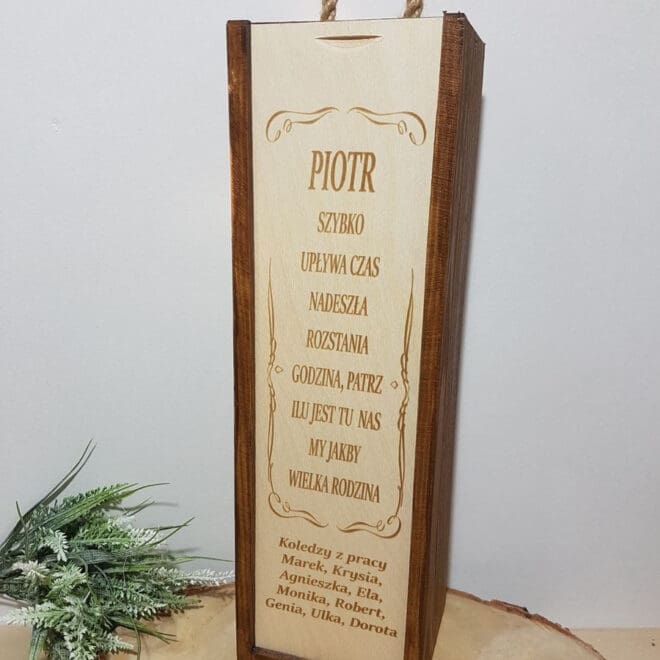 PIOTR
SZYBKO
UPŁYWA CZAS
NADESZŁA
ROZSTANIA
GODZINA, PATRZ
ILU JEST TU NAS
MY JAKBY
WIELKA RODZINA
Koledzy z pracy
Marek, Krysia,
Agnieszka, Ela,
Monika, Robert,
Genia, Ulka, Dorota